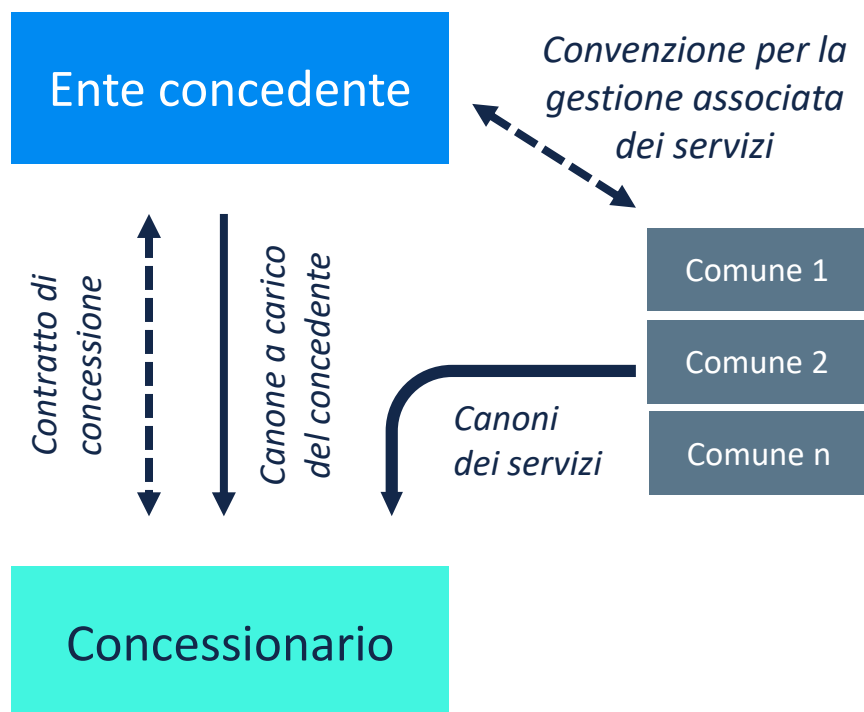 Ente concedente
Convenzione per la
gestione associata
dei servizi
Contratto di
concessione
Canone a carico
del concedente
Comune 1
Comune 2
Comune n
Canoni
dei servizi
Concessionario